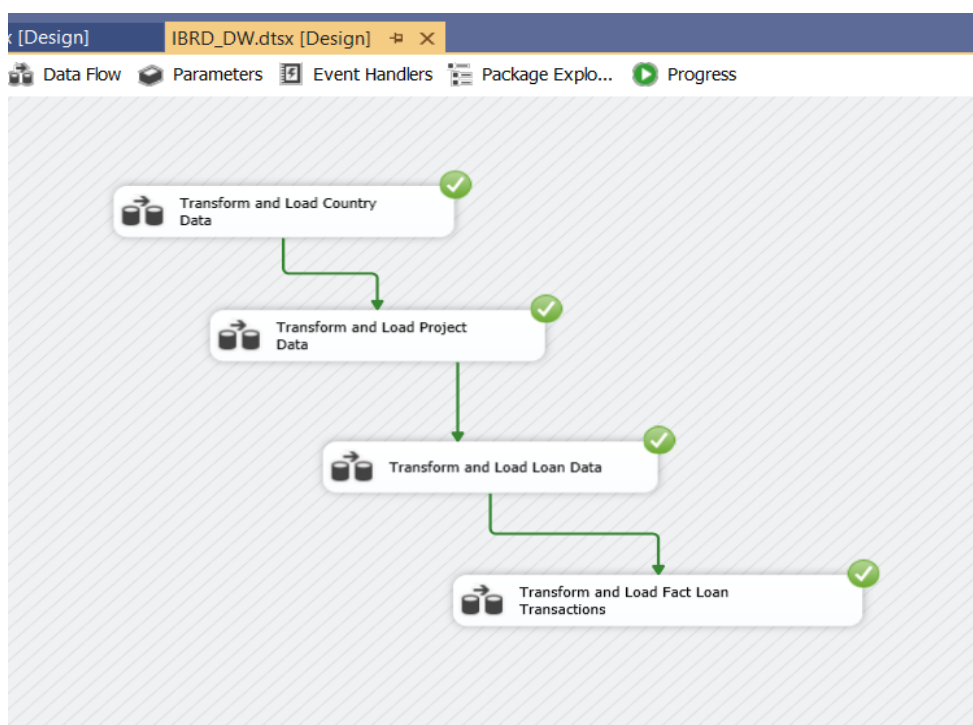 [Design] IBRD_DW.dtsx [Design]
Data Flow Parameters Event Handlers Package Explo... Progress
Transform and Load Country
Data
Transform and Load Project
Data
Transform and Load Loan Data
Transform and Load Fact Loan
Transactions